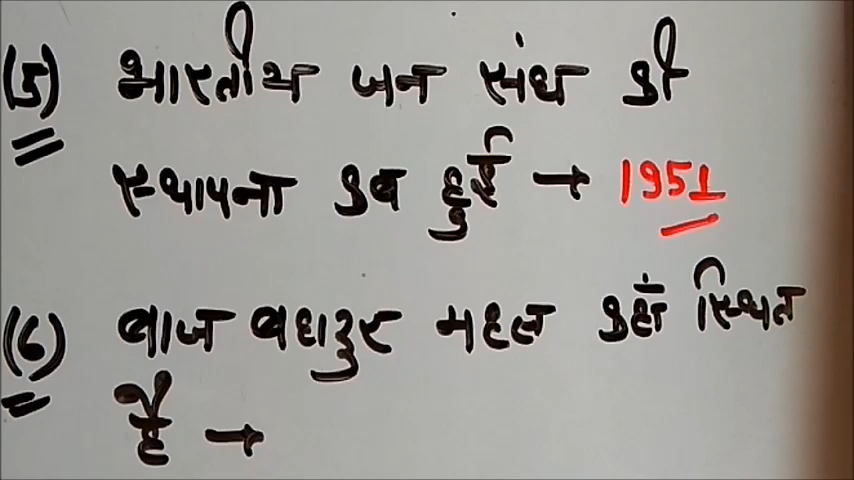 (5) भारतीय जन संघ की
स्थापना कब हुई → 1951
(6) बाज बहादुर महल कहाँ स्थित
है →